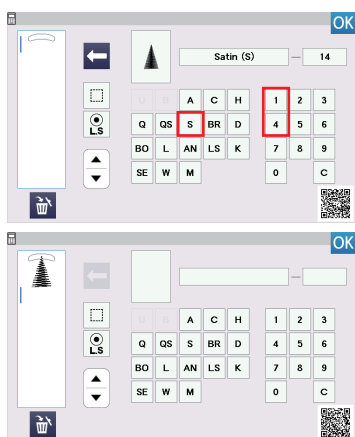 OK
Satin (S) — 14
U B A C H 1 2 3
Q QS S BR D 4 5 6
L.S
BO L AN LS K 7 8 9
SE W M 0 C
OK
—
U B A C H 1 2 3
Q QS S BR D 4 5 6
L.S
BO L AN LS K 7 8 9
SE W M 0 C